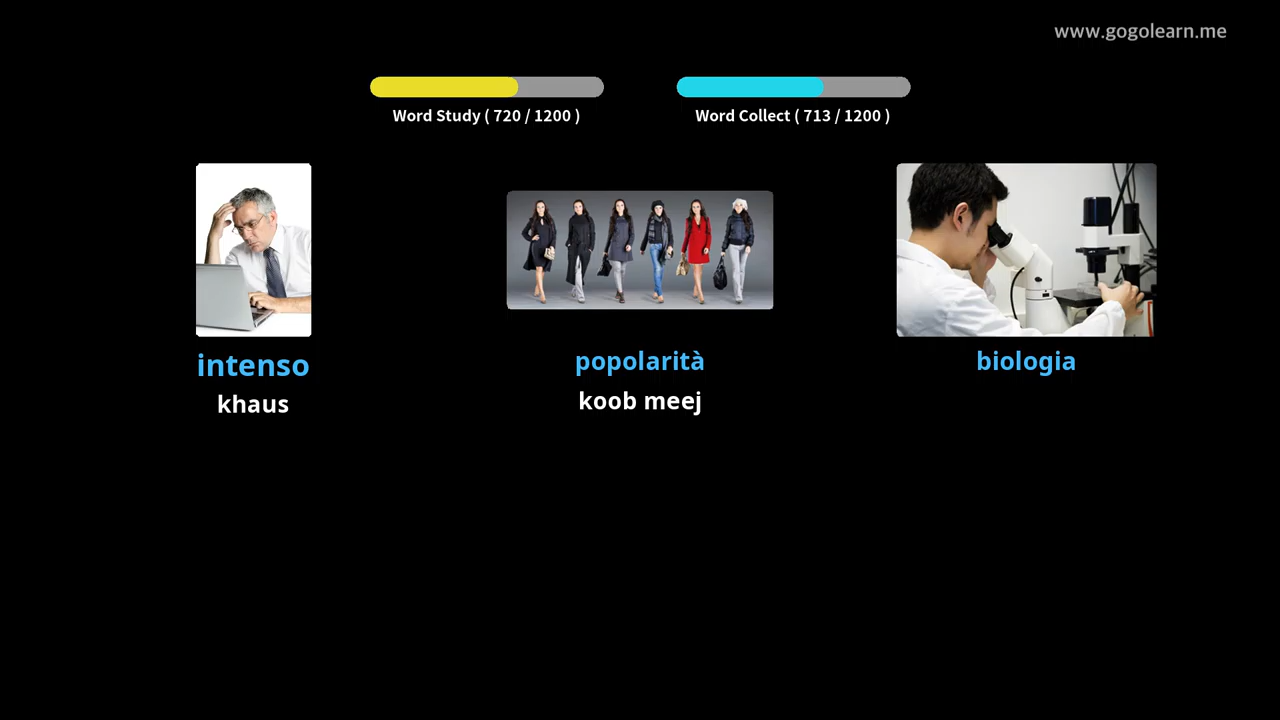 www.gogolearn.me
Word Study ( 720 / 1200 )
Word Collect ( 713 / 1200 )
intenso
khaus
popolarità
koob meej
biologia